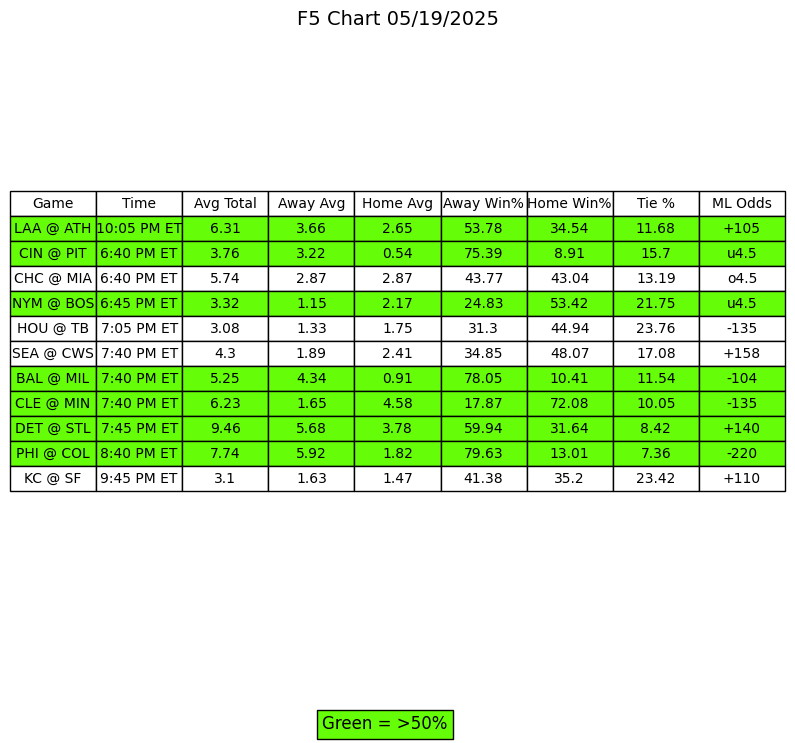 F5 Chart 05/19/2025
Game Time Avg Total Away Avg Home Avg Away Win% Home Win% Tie % ML Odds
LAA @ ATH 10:05 PM ET 6.31 3.66 2.65 53.78 34.54 11.68 +105
CIN @ PIT 6:40 PM ET 3.76 3.22 0.54 75.39 8.91 15.7 u4.5
CHC @ MIA 6:40 PM ET 5.74 2.87 2.87 43.77 43.04 13.19 o4.5
NYM @ BOS 6:45 PM ET 3.32 1.15 2.17 24.83 53.42 21.75 u4.5
HOU @ TB 7:05 PM ET 3.08 1.33 1.75 31.3 44.94 23.76 -135
SEA @ CWS 7:40 PM ET 4.3 1.89 2.41 34.85 48.07 17.08 +158
BAL @ MIL 7:40 PM ET 5.25 4.34 0.91 78.05 10.41 11.54 -104
CLE @ MIN 7:40 PM ET 6.23 1.65 4.58 17.87 72.08 10.05 -135
DET @ STL 7:45 PM ET 9.46 5.68 3.78 59.94 31.64 8.42 +140
PHI @ COL 8:40 PM ET 7.74 5.92 1.82 79.63 13.01 7.36 -220
KC @ SF 9:45 PM ET 3.1 1.63 1.47 41.38 35.2 23.42 +110
Green = >50%